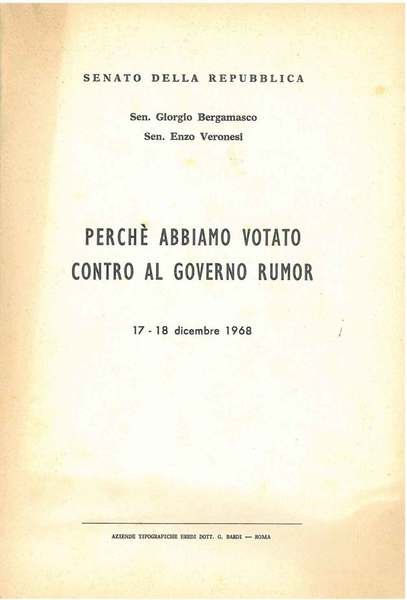 SENATO DELLA REPUBBLICA
Sen. Giorgio Bergamasco
Sen. Enzo Veronesi
PERCHÈ ABBIAMO VOTATO
CONTRO AL GOVERNO RUMOR
17 - 18 dicembre 1968
AZIENDE TIPOGRAFICHE EREDI DOTT. G. BARDI — ROMA